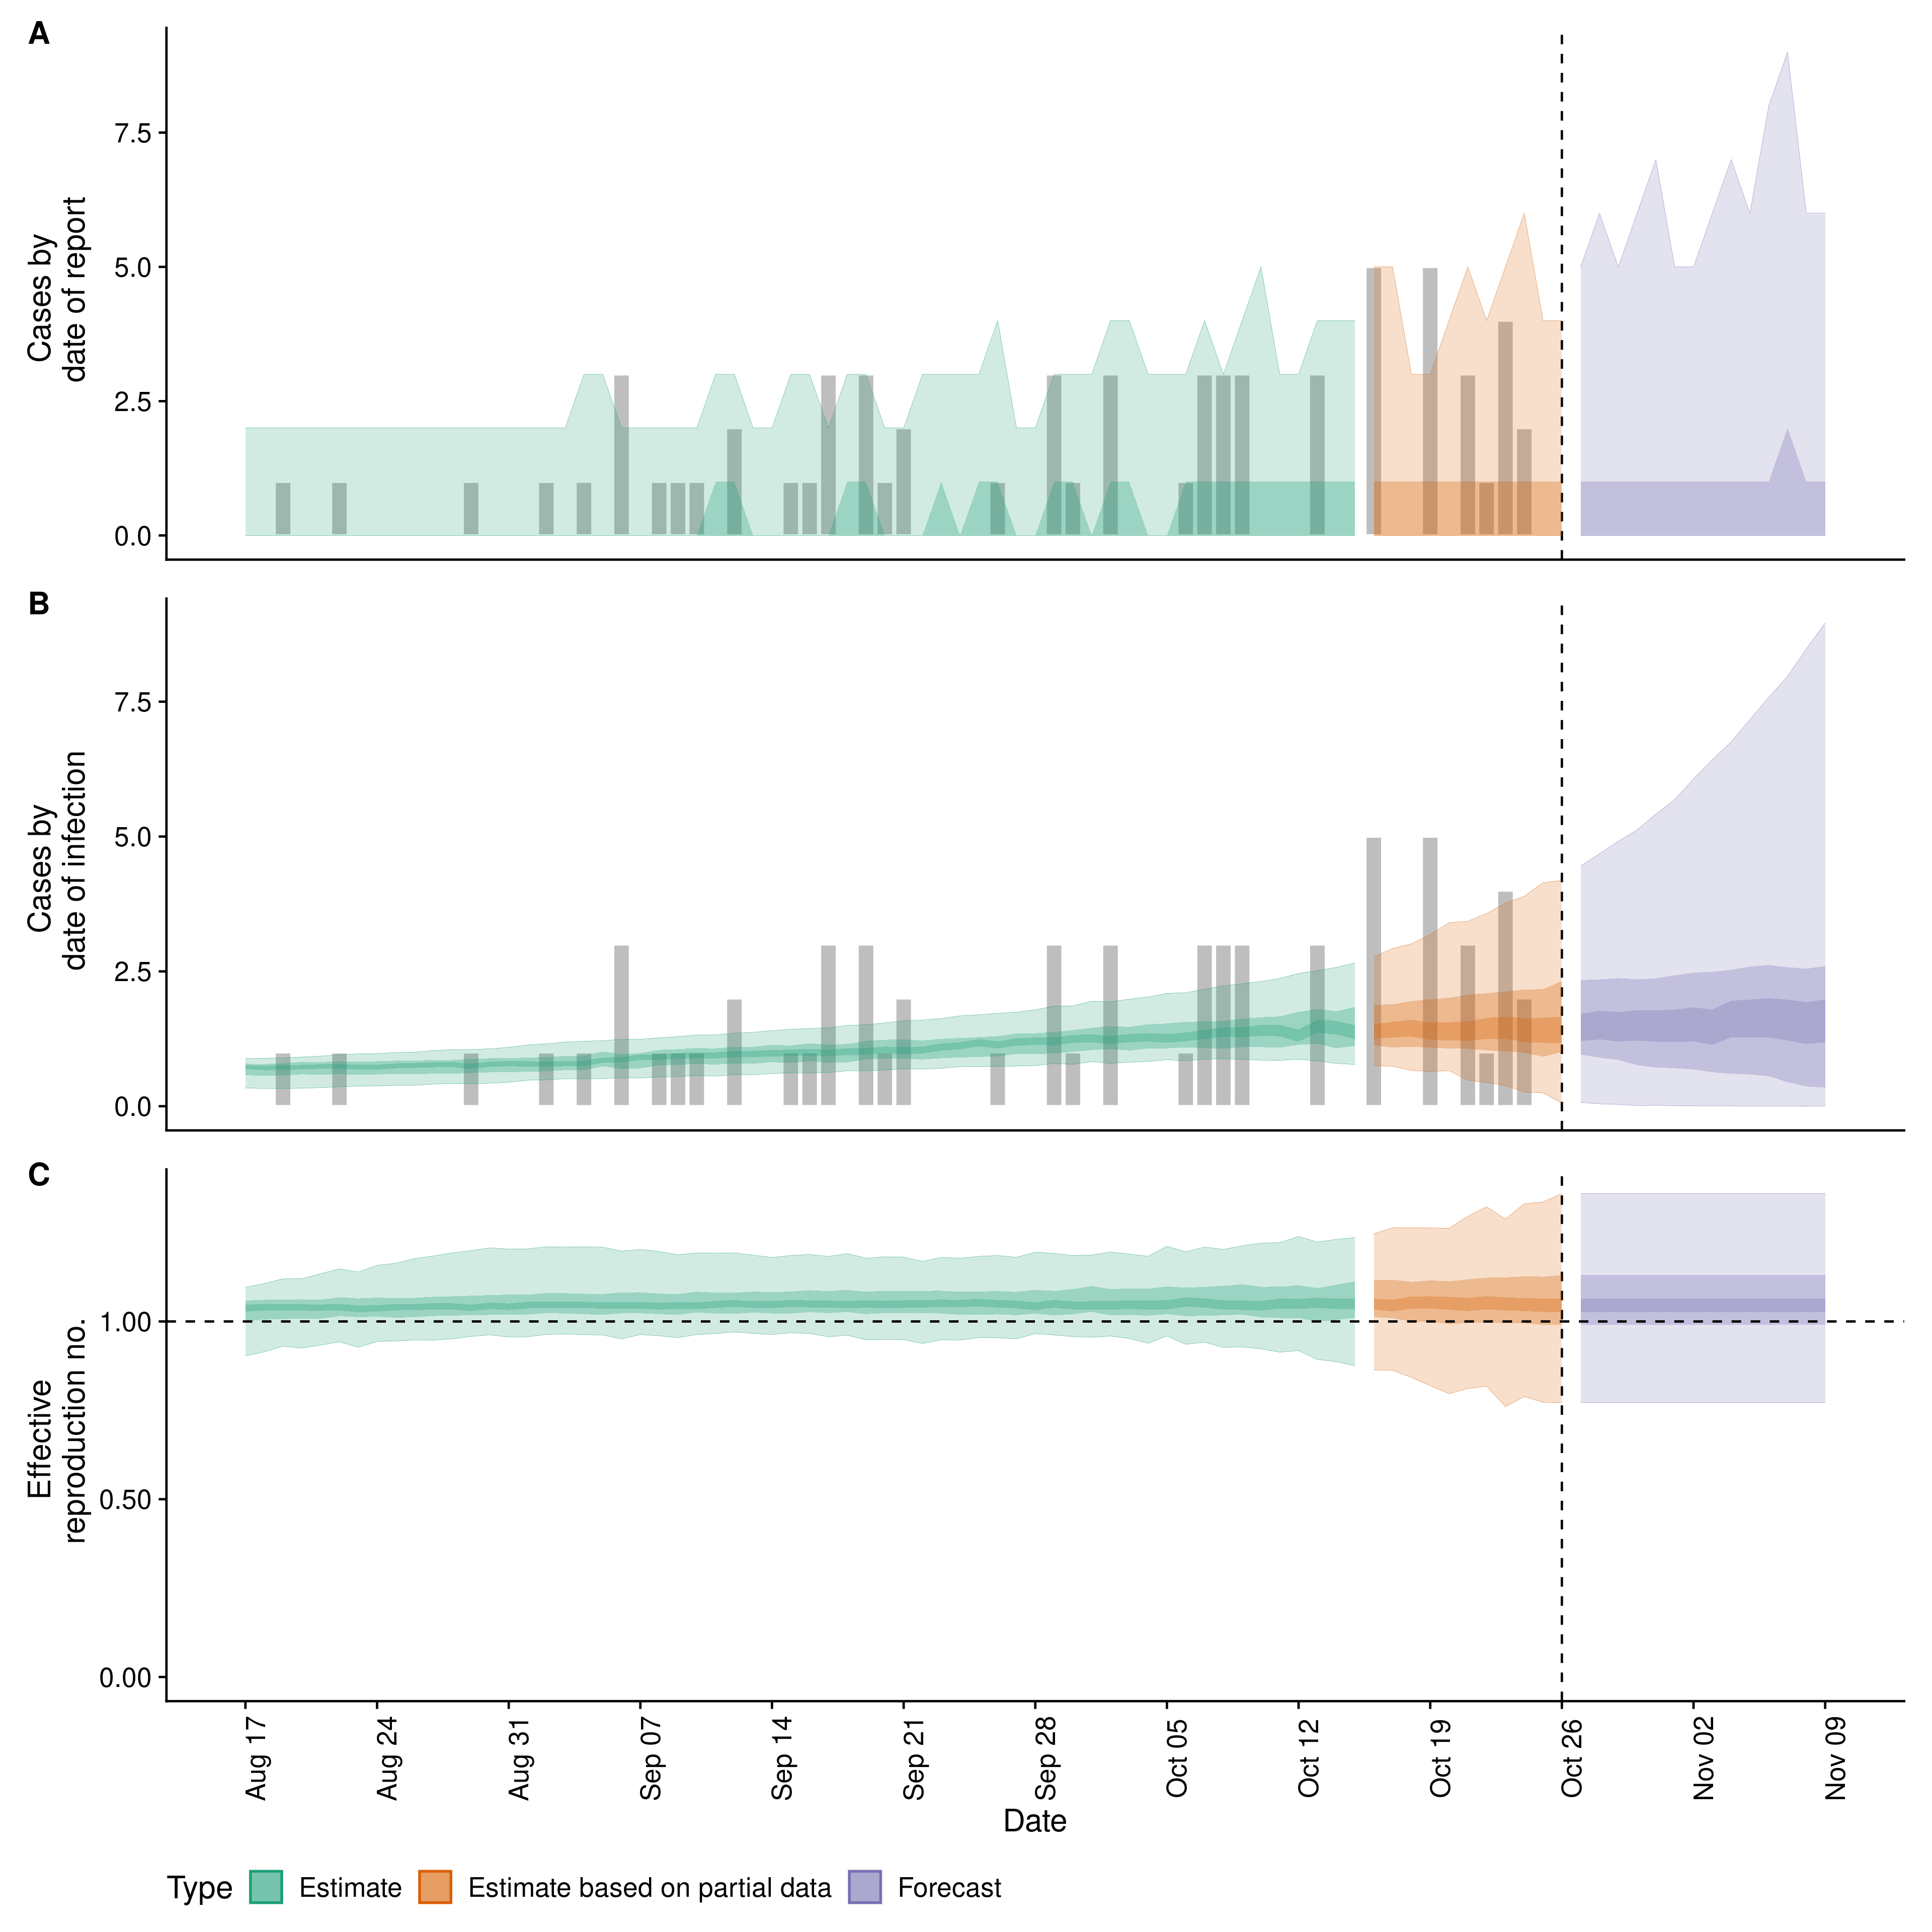 A
Cases by
date of report
7.5
5.0
2.5
0.0
B
Cases by
date of infection
7.5
5.0
2.5
0.0
C
Effective
reproduction no.
1.00
0.50
0.00
Aug 17
Aug 24
Aug 31
Sep 07
Sep 14
Sep 21
Sep 28
Oct 05
Oct 12
Oct 19
Oct 26
Nov 02
Nov 09
Date
Type Estimate Estimate based on partial data Forecast